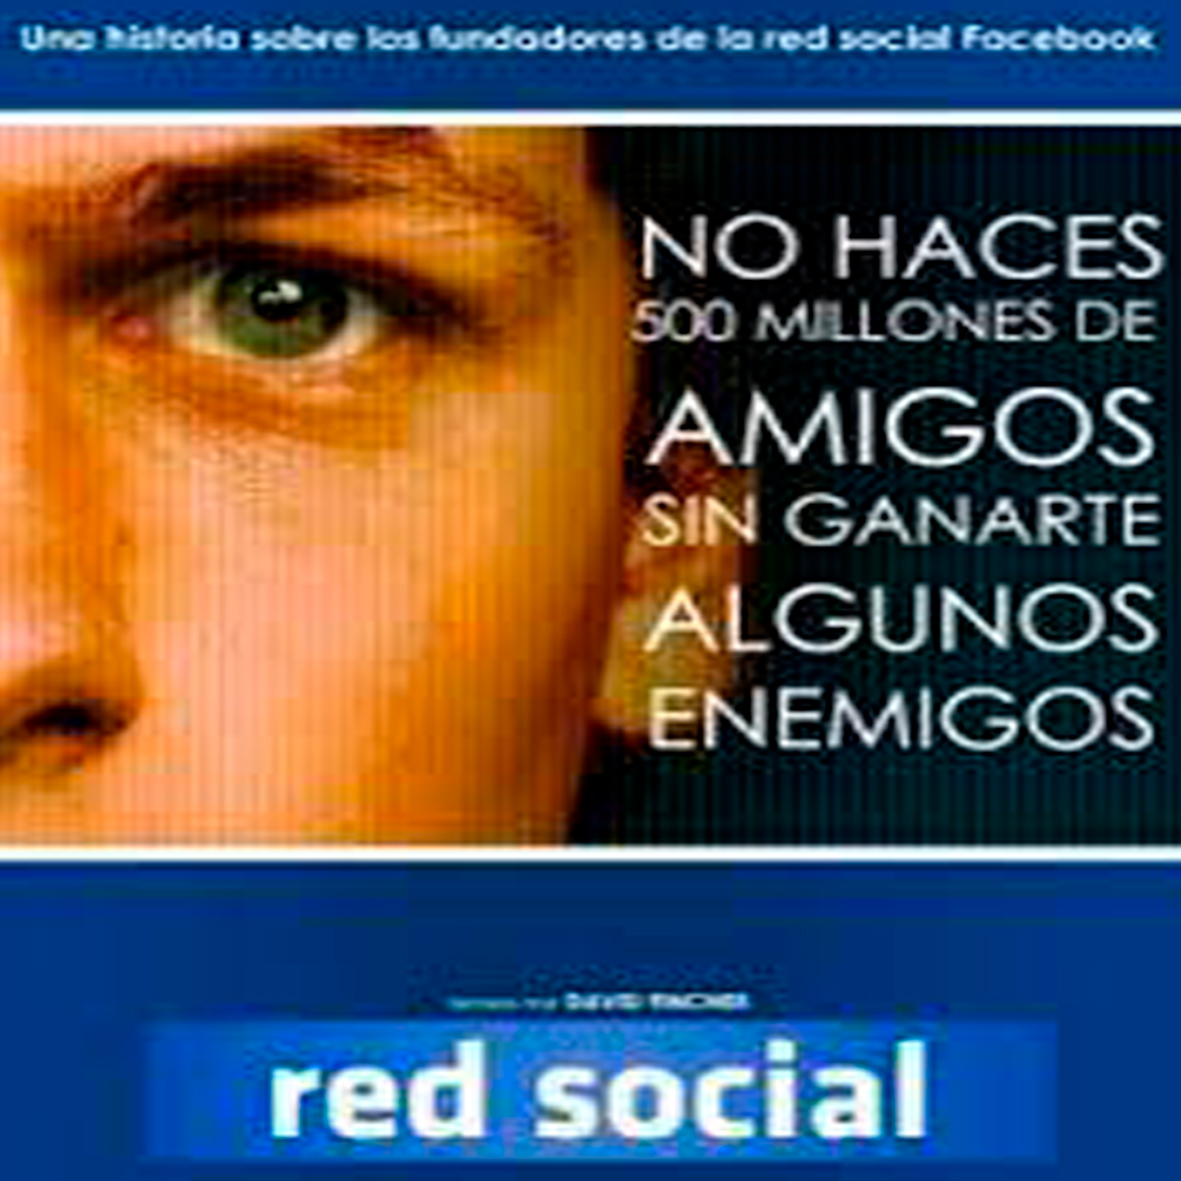 Una historia sobre los fundadores de la red social Facebook
NO HACES
500 MILLONES DE
AMIGOS
SIN GANARTE
ALGUNOS
ENEMIGOS
DAVID FINCHER
red social